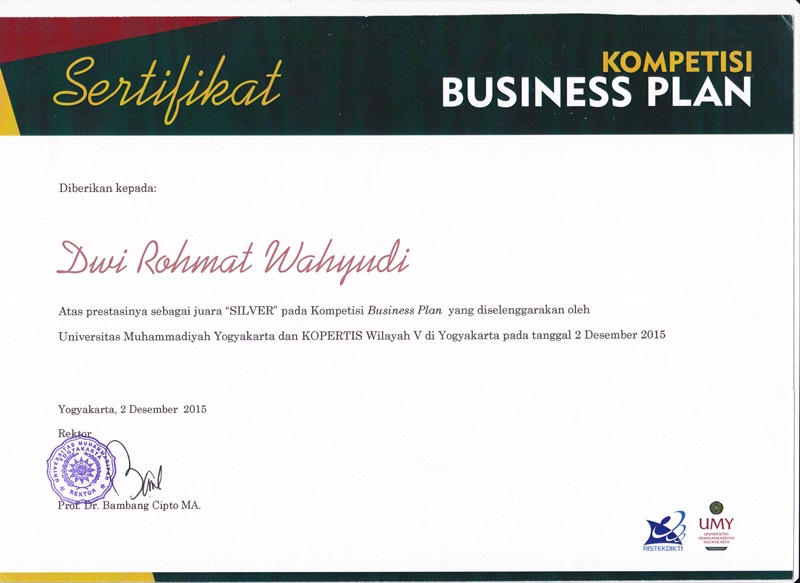 Sertifikat
KOMPETISI
BUSINESS PLAN
Diberikan kepada:
Dwi Rohmat Wahyudi
Atas prestasinya sebagai juara “SILVER” pada Kompetisi Business Plan yang diselenggarakan oleh
Universitas Muhammadiyah Yogyakarta dan KOPERTIS Wilayah V di Yogyakarta pada tanggal 2 Desember 2015
Yogyakarta, 2 Desember 2015
Rektor
UNIVERSITAS MUHAMMADIYAH
YOGYAKARTA
REKTOR
Prof. Dr. Bambang Cipto MA.
RISTEKDIKTI
UMY
UNIVERSITAS
MUHAMMADIYAH
YOGYAKARTA